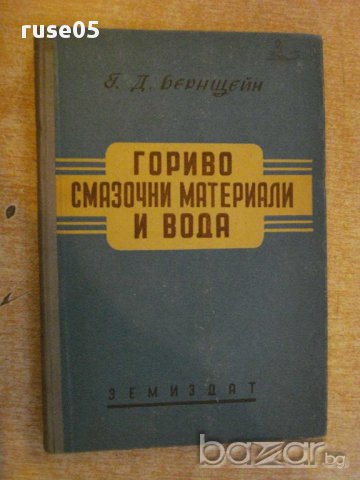 ruse05
Г. Д. Бернщейн
ГОРИВО
СМАЗОЧНИ МАТЕРИАЛИ
И ВОДА
ЗЕМИЗДАТ
bazar.bg